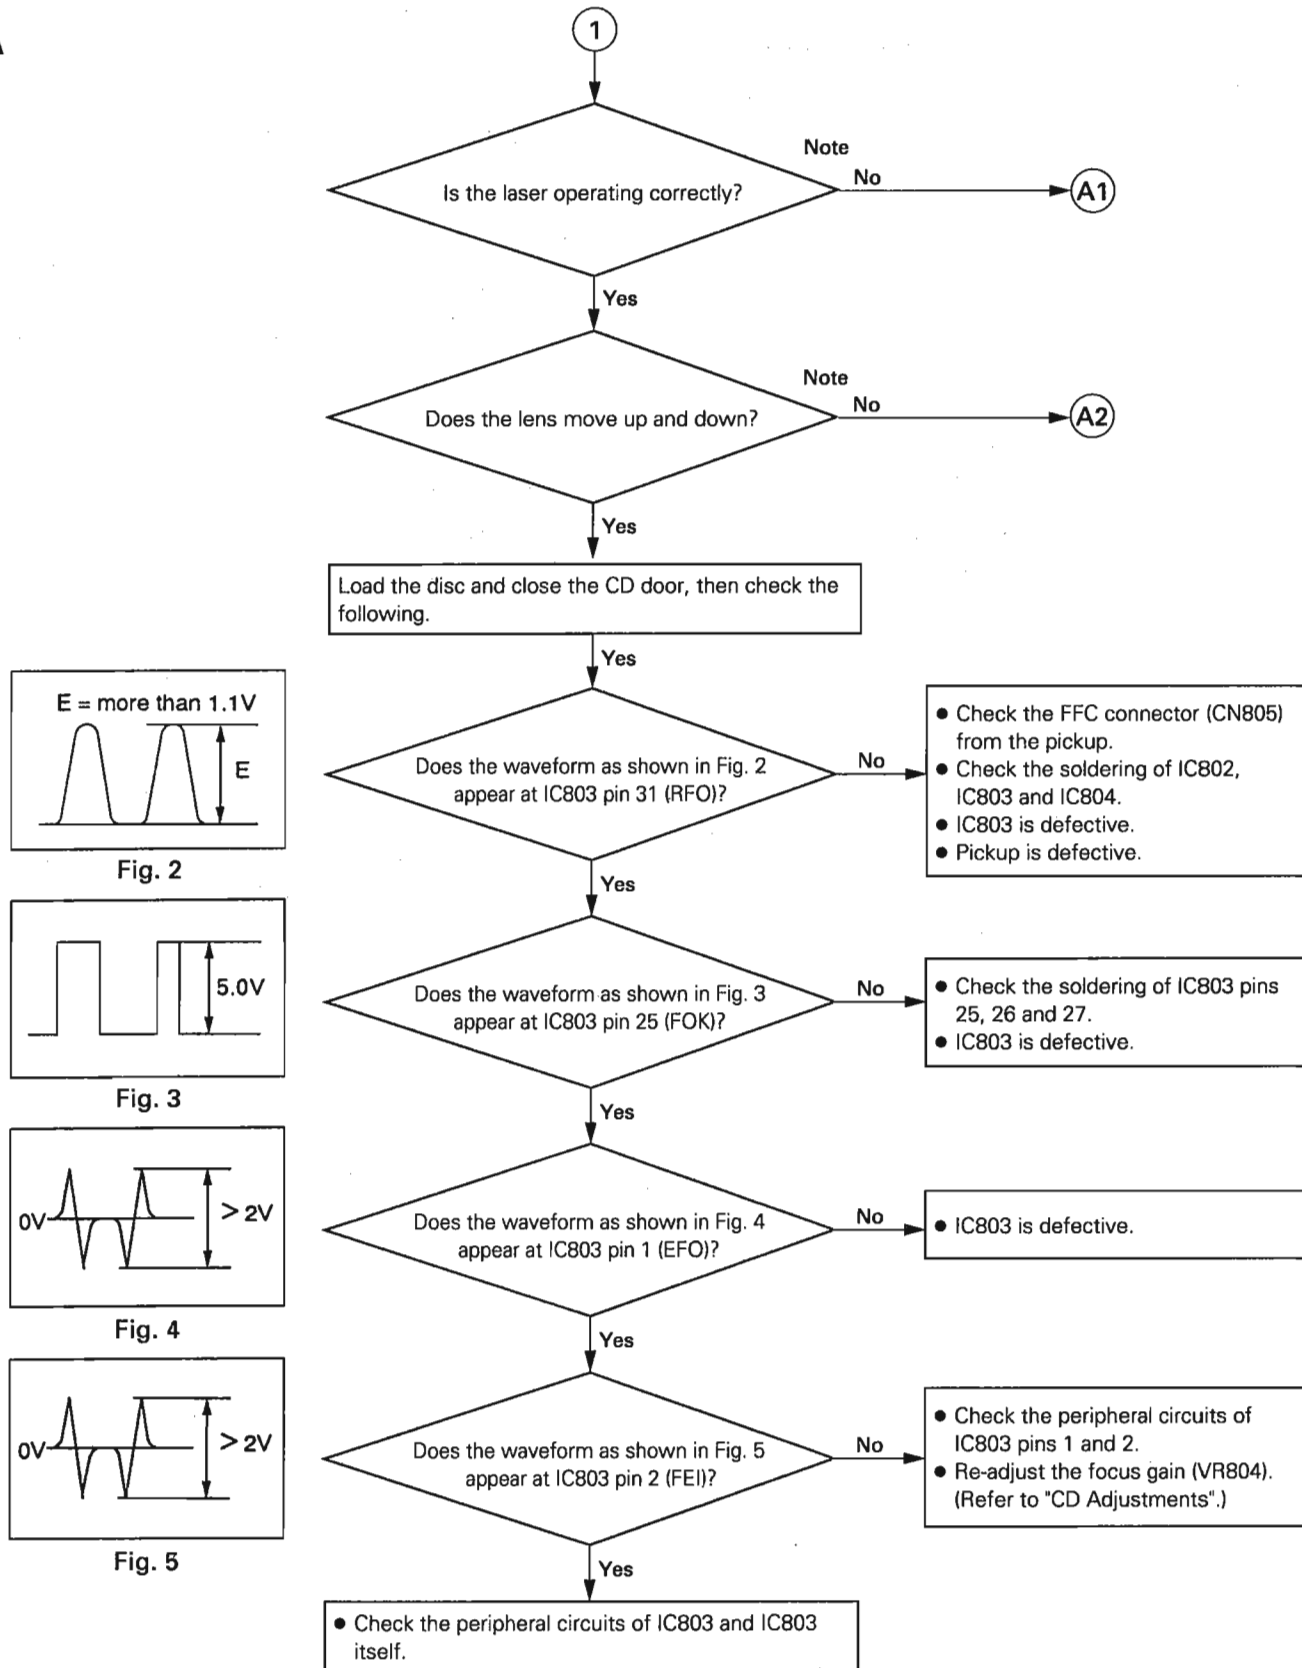 1
Is the laser operating correctly?
Note
No
A1
Yes
Does the lens move up and down?
Note
No
A2
Yes
Load the disc and close the CD door, then check the
following.
Yes
E = more than 1.1V
E
Fig. 2
Does the waveform as shown in Fig. 2
appear at IC803 pin 31 (RFO)?
No
● Check the FFC connector (CN805)
from the pickup.
● Check the soldering of IC802,
IC803 and IC804.
● IC803 is defective.
● Pickup is defective.
Yes
5.0V
Fig. 3
Does the waveform as shown in Fig. 3
appear at IC803 pin 25 (FOK)?
No
● Check the soldering of IC803 pins
25, 26 and 27.
● IC803 is defective.
Yes
0V
> 2V
Fig. 4
Does the waveform as shown in Fig. 4
appear at IC803 pin 1 (EFO)?
No
● IC803 is defective.
Yes
0V
> 2V
Fig. 5
Does the waveform as shown in Fig. 5
appear at IC803 pin 2 (FEI)?
No
● Check the peripheral circuits of
IC803 pins 1 and 2.
● Re-adjust the focus gain (VR804).
(Refer to "CD Adjustments".)
Yes
● Check the peripheral circuits of IC803 and IC803
itself.